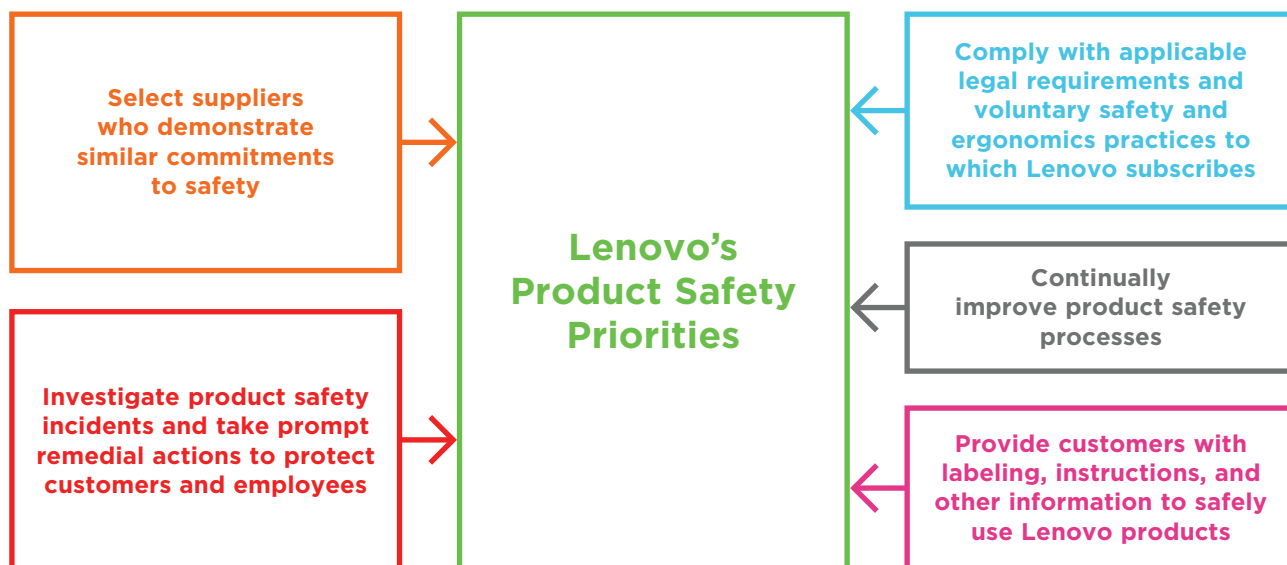 Select suppliers
who demonstrate
similar commitments
to safety
Investigate product safety
incidents and take prompt
remedial actions to protect
customers and employees
Lenovo’s
Product Safety
Priorities
Comply with applicable
legal requirements and
voluntary safety and
ergonomics practices to
which Lenovo subscribes
Continually
improve product safety
processes
Provide customers with
labeling, instructions, and
other information to safely
use Lenovo products